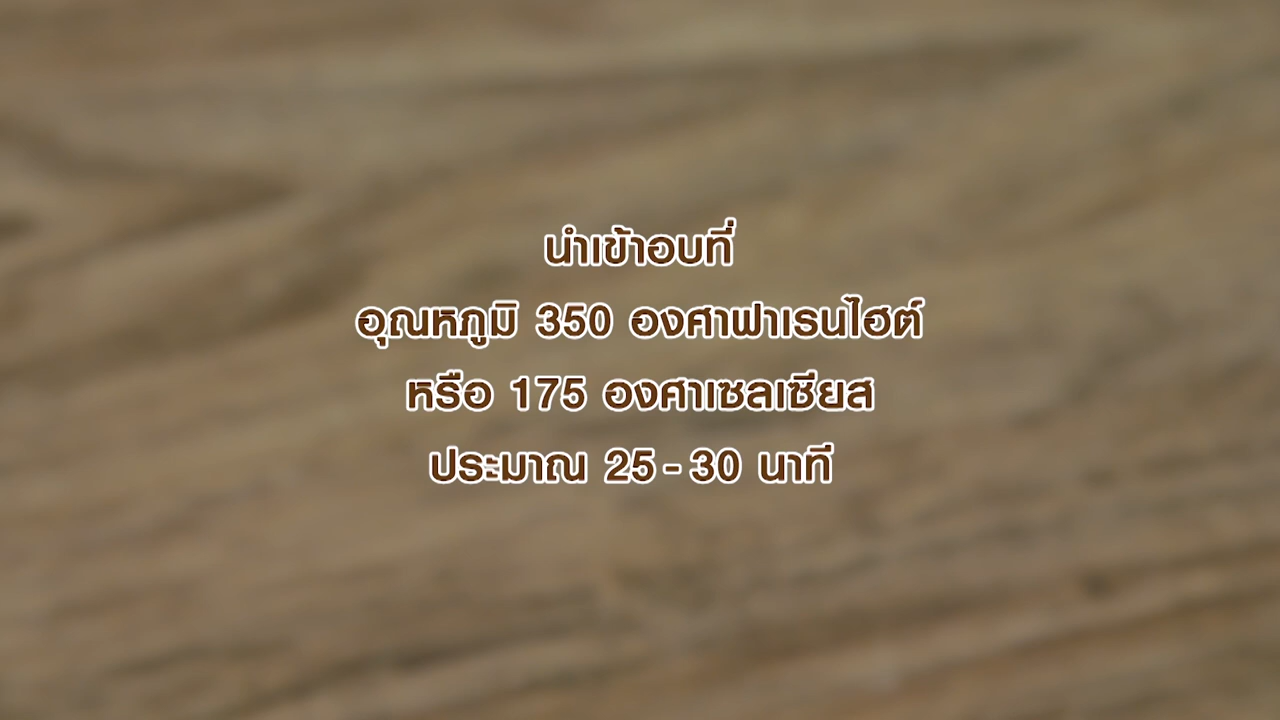 นำเข้าอบที่
อุณหภูมิ 350 องศาฟาเรนไฮต์
หรือ 175 องศาเซลเซียส
ประมาณ 25-30 นาที